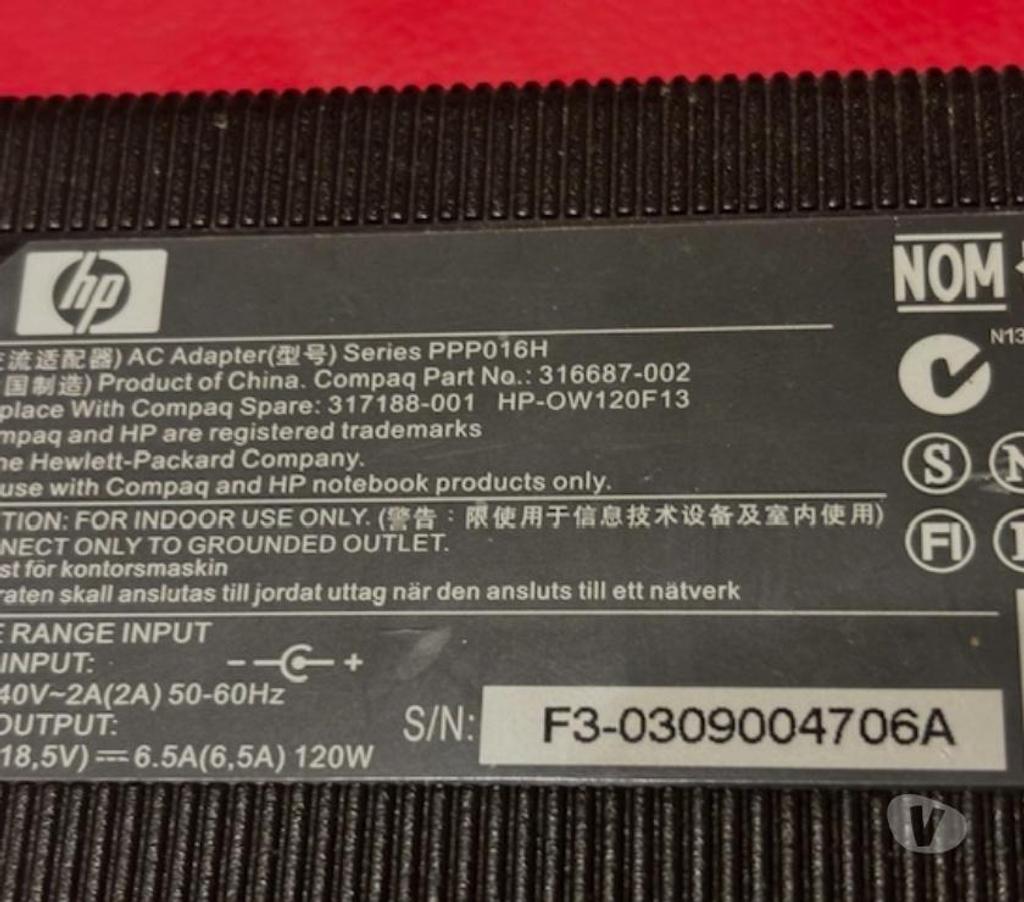 hp
NOM
N13
流适配器) AC Adapter(型号) Series PPP016H
国制造) Product of China. Compaq Part No.: 316687-002
place With Compaq Spare: 317188-001 HP-OW120F13
mpaq and HP are registered trademarks
he Hewlett-Packard Company.
use with Compaq and HP notebook products only.
S
N
TION: FOR INDOOR USE ONLY. (警告：限使用于信息技术设备及室内使用)
NECT ONLY TO GROUNDED OUTLET.
FI
st för kontorsmaskin
raten skall anslutas till jordat uttag när den ansluts till ett nätverk
E RANGE INPUT
INPUT: - +
40V~2A(2A) 50-60Hz
OUTPUT:
18,5V) 6.5A(6,5A) 120W
S/N: F3-0309004706A
V